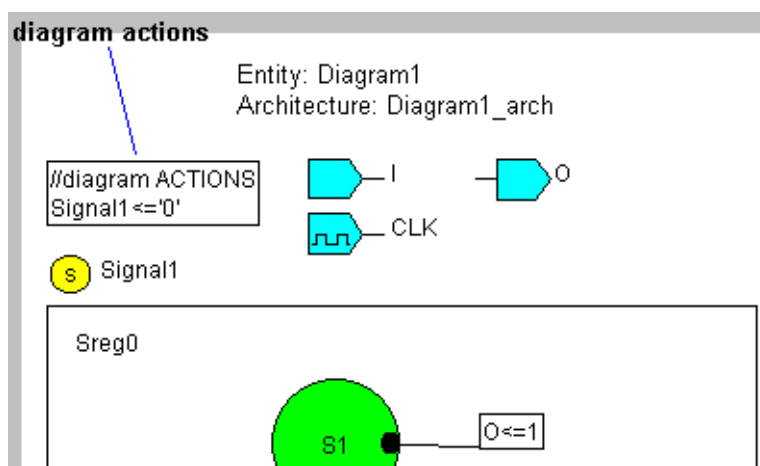 diagram actions
Entity: Diagram1
Architecture: Diagram1_arch
//diagram ACTIONS
Signal1<='0'
I
O
CLK
S
Signal1
Sreg0
S1
O<=1